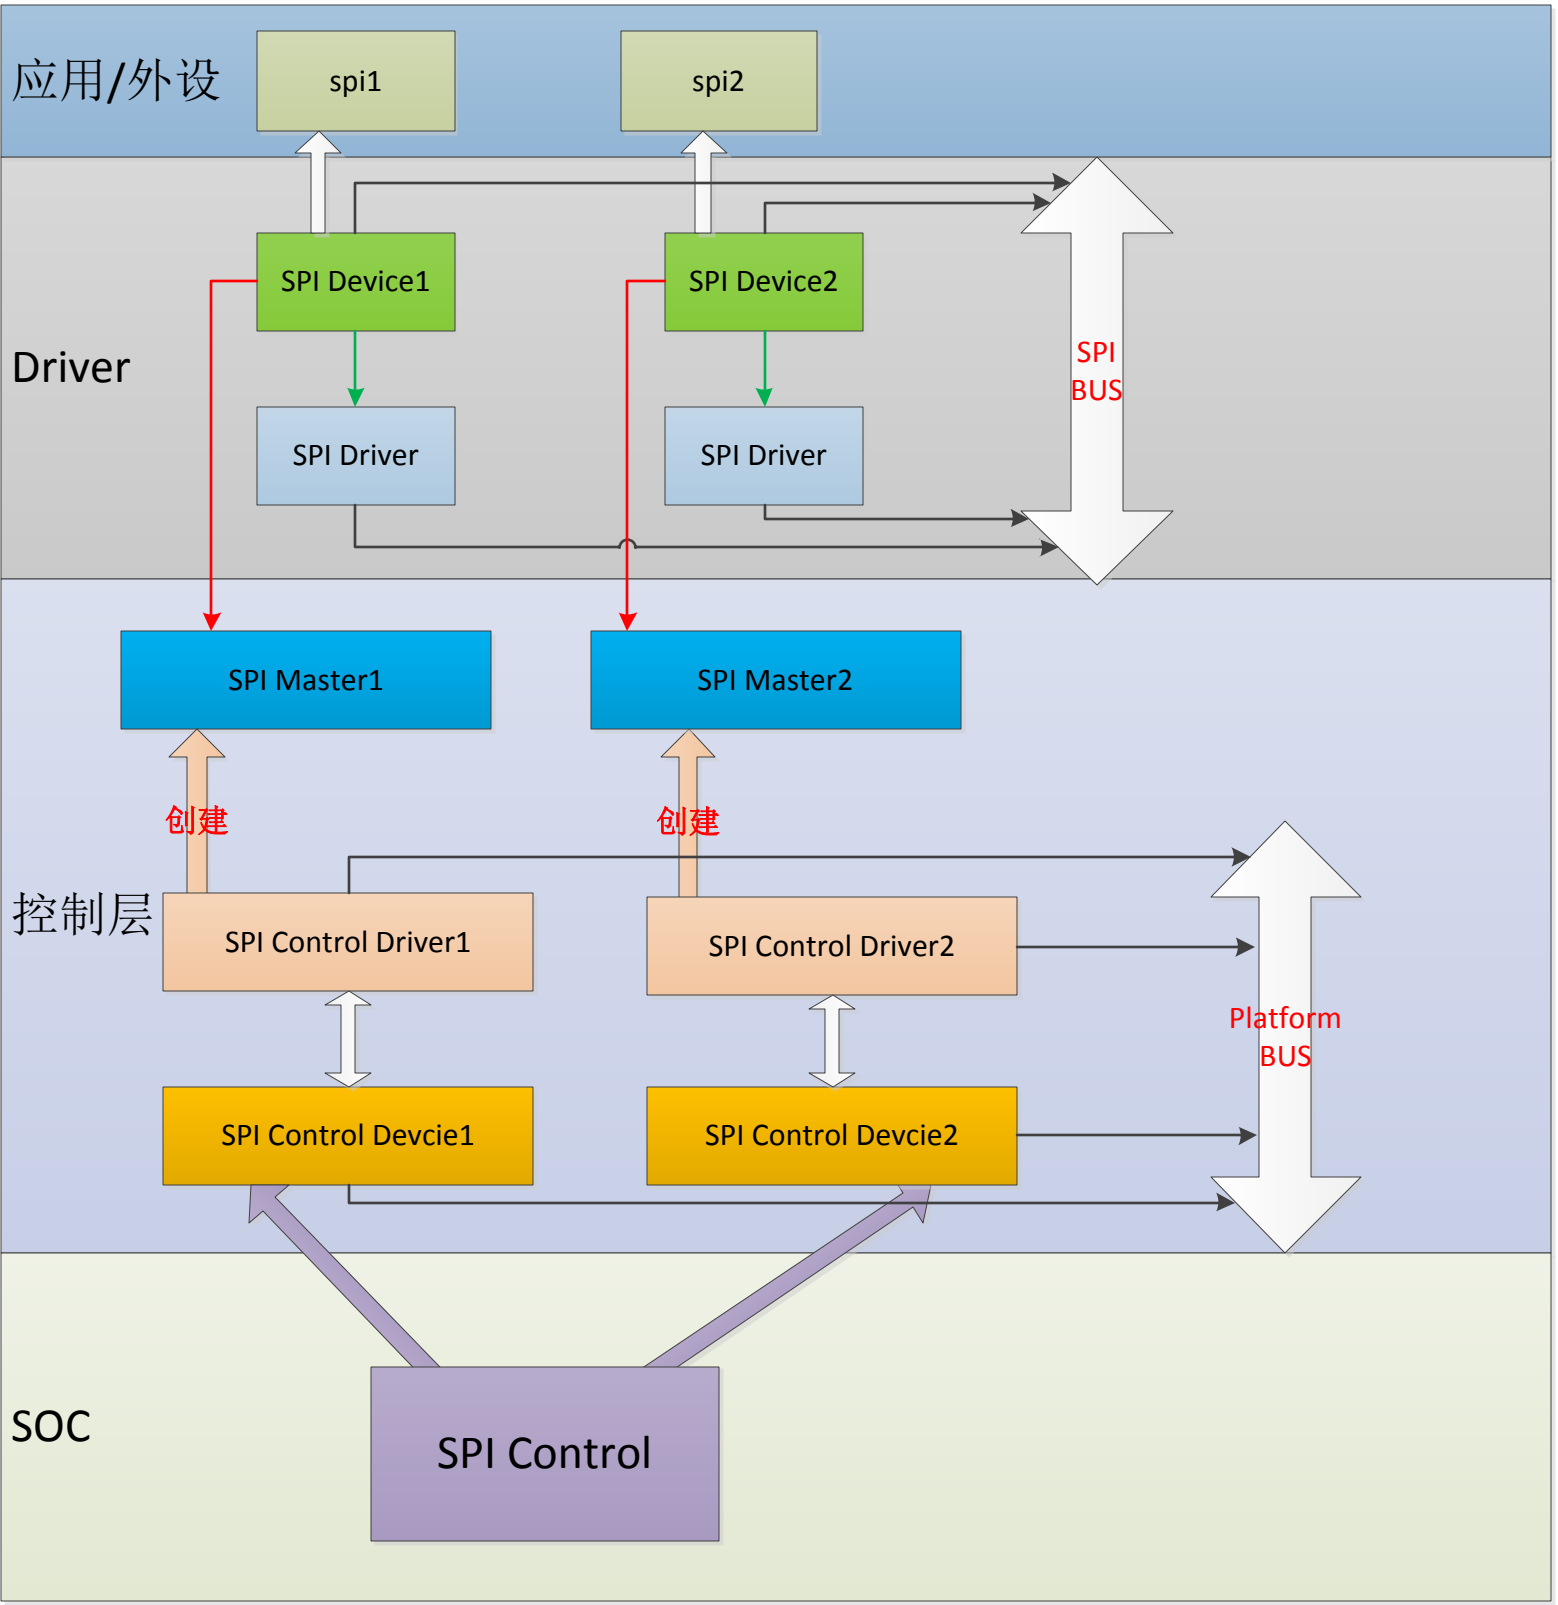 应用/外设
spi1
spi2
SPI Device1
SPI Device2
Driver
SPI
BUS
SPI Driver
SPI Driver
SPI Master1
SPI Master2
创建
创建
控制层
SPI Control Driver1
SPI Control Driver2
Platform
BUS
SPI Control Devcie1
SPI Control Devcie2
SOC
SPI Control